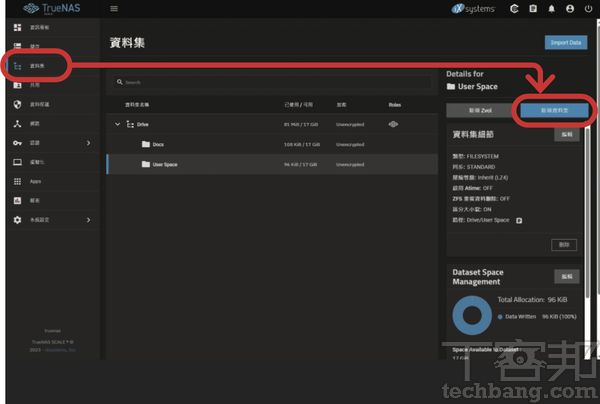 TrueNAS
SCALE
iX systems
資訊看板
儲存
資料集
共用
資料保護
網路
認證
虛擬化
Apps
報告
系統設定
TrueNAS
TrueNAS SCALE ® ©
2023 - iXsystems, Inc
資料集
Import Data
Search
資料集名稱
已使用 / 可用
加密
Roles
Drive
81 MiB / 17 GiB
Unencrypted
Docs
108 KiB / 17 GiB
Unencrypted
User Space
96 KiB / 17 GiB
Unencrypted
Details for
User Space
新增 Zvol
新增資料集
資料集細節
編輯
類型: FILESYSTEM
同步: STANDARD
壓縮性質: Inherit (LZ4)
啟用 Atime: OFF
ZFS 重複資料刪除: OFF
區分大小寫: ON
路徑: Drive/User Space
刪除
Dataset Space
Management
編輯
Total Allocation: 96 KiB
Data Written 96 KiB (100%)
Space Available to Dataset
17 GiB
T客邦
techbang.com